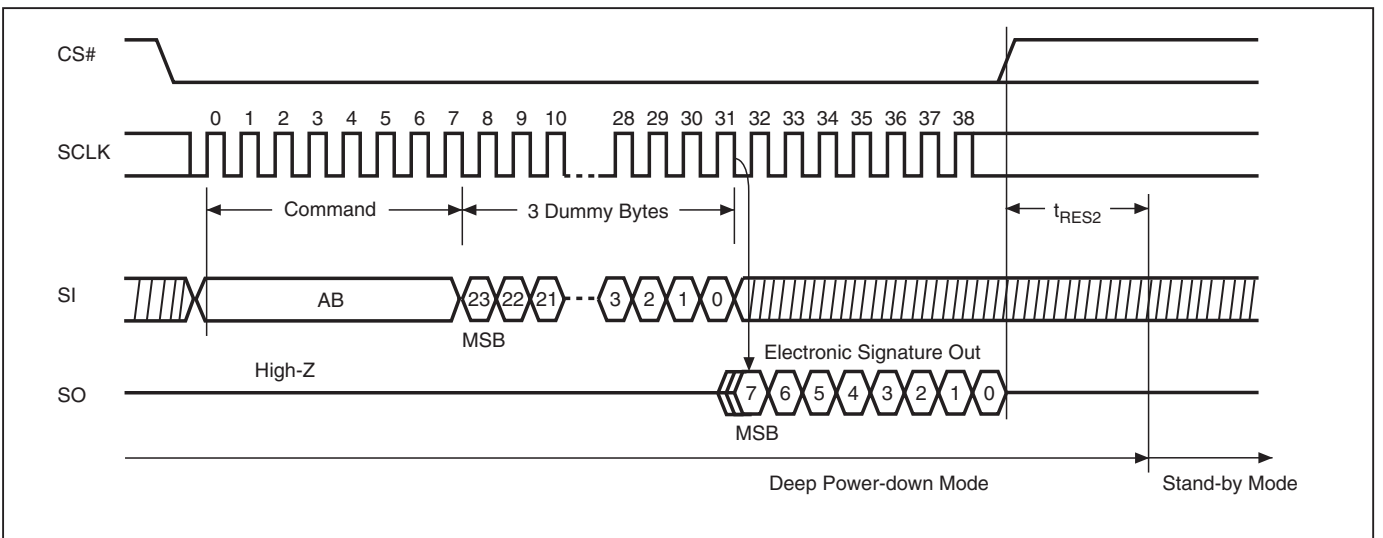 CS#
0 1 2 3 4 5 6 7 8 9 10 28 29 30 31 32 33 34 35 36 37 38
SCLK
Command 3 Dummy Bytes tRES2
SI AB 23 22 21 3 2 1 0
MSB
High-Z Electronic Signature Out
SO 7 6 5 4 3 2 1 0
MSB
Deep Power-down Mode Stand-by Mode